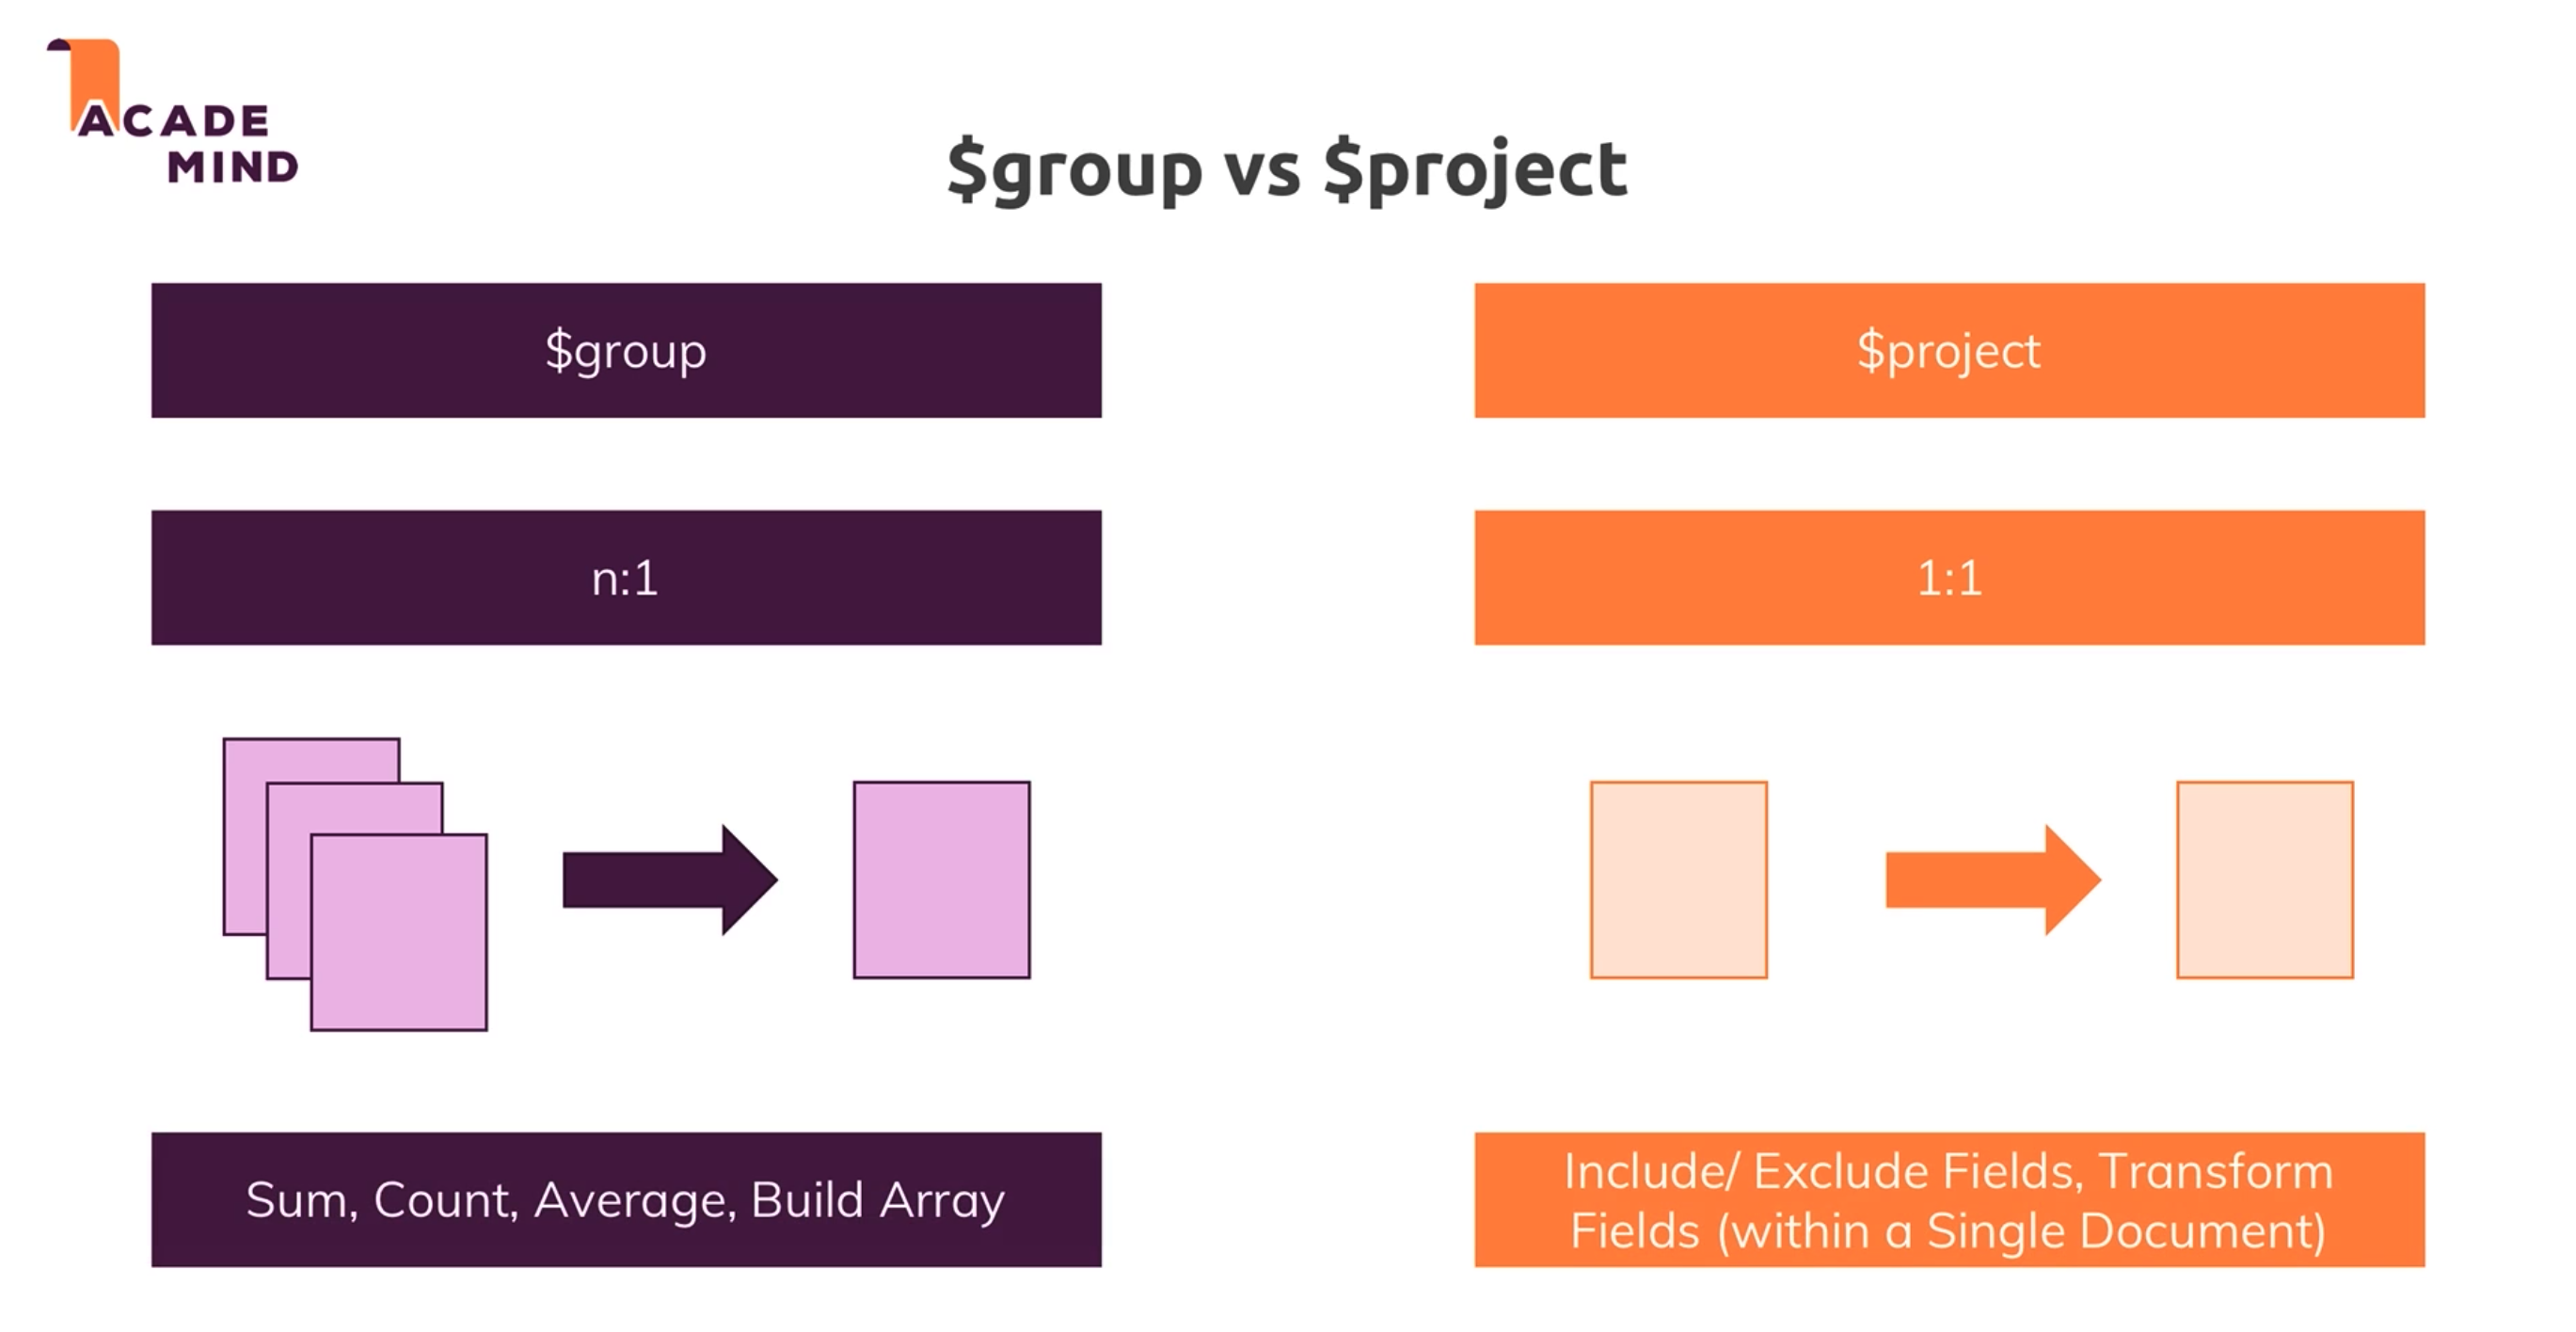 ACADE
MIND
$group vs $project
$group
$project
n:1
1:1
Sum, Count, Average, Build Array
Include/ Exclude Fields, Transform
Fields (within a Single Document)